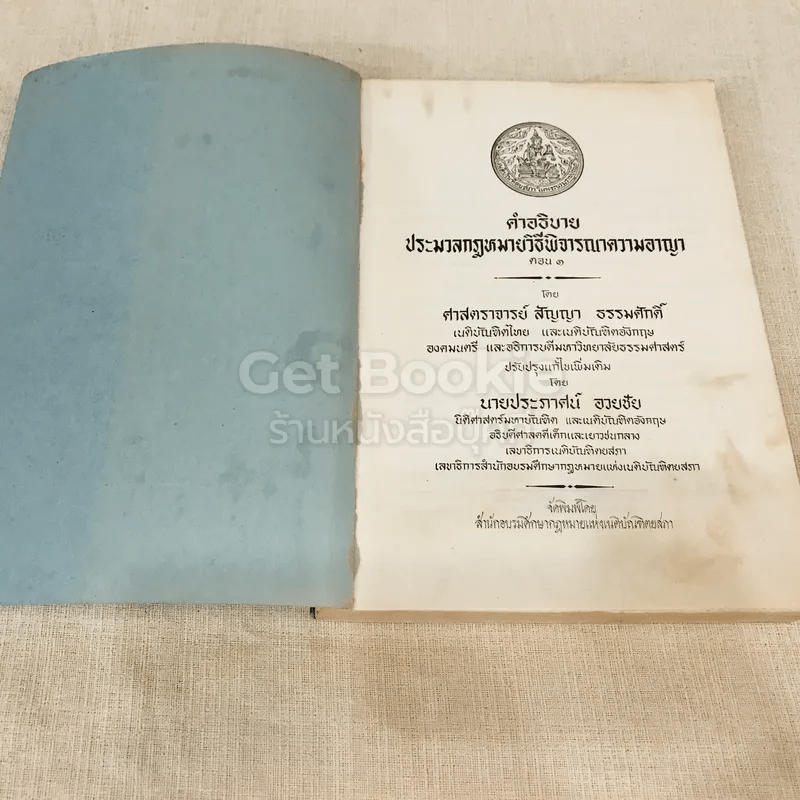 คำอธิบาย
ประมวลกฎหมายวิธีพิจารณาความอาญา
ตอน ๑
โดย
ศาสตราจารย์ สัญญา ธรรมศักดิ์
เนติบัณฑิตไทย และเนติบัณฑิตอังกฤษ
องคมนตรี และอธิการบดีมหาวิทยาลัยธรรมศาสตร์
ปรับปรุงแก้ไขเพิ่มเติม
โดย
นายประภาศน์ อวยชัย
นิติศาสตร์มหาบัณฑิต และเนติบัณฑิตอังกฤษ
อธิบดีศาลคดีเด็กและเยาวชนกลาง
เลขาธิการเนติบัณฑิตยสภา
เลขาธิการสำนักอบรมศึกษากฎหมายแห่งเนติบัณฑิตยสภา
จัดพิมพ์โดย
สำนักอบรมศึกษากฎหมายแห่งเนติบัณฑิตยสภา
Get Bookie
ร้านหนังสือบุ๊